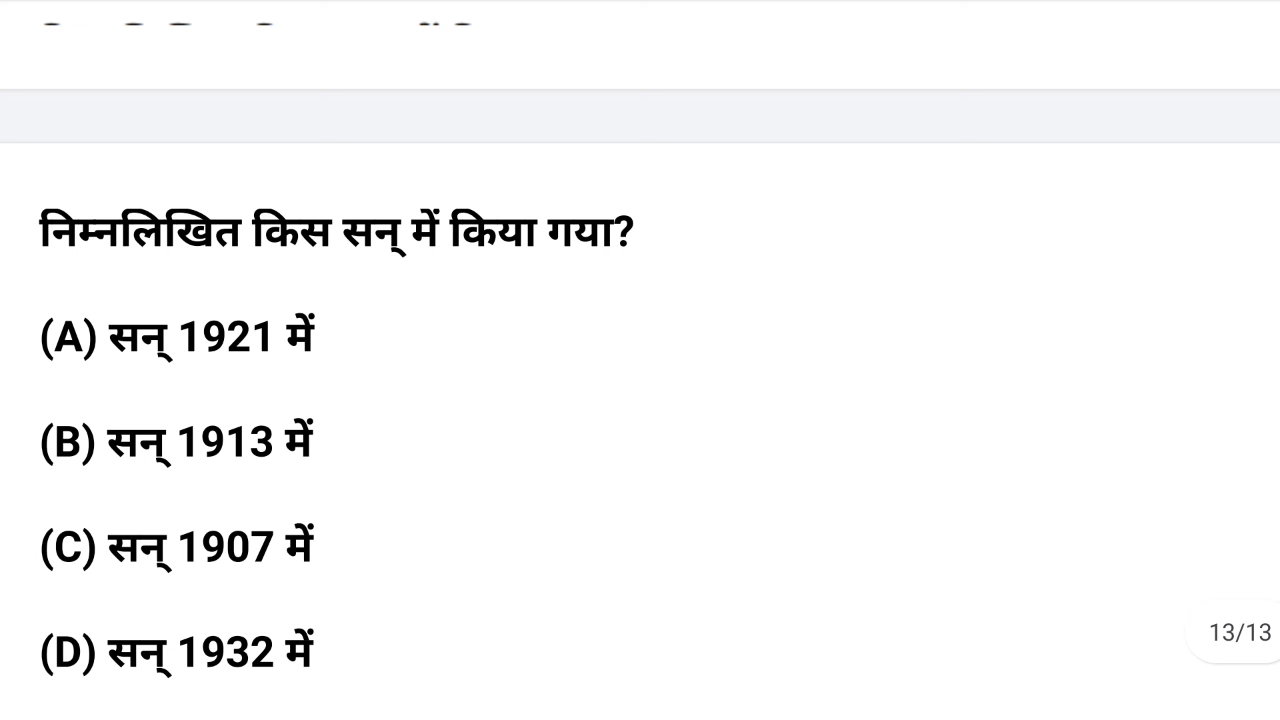 निम्नलिखित किस सन् में किया गया?
(A) सन् 1921 में
(B) सन् 1913 में
(C) सन् 1907 में
(D) सन् 1932 में
13/13